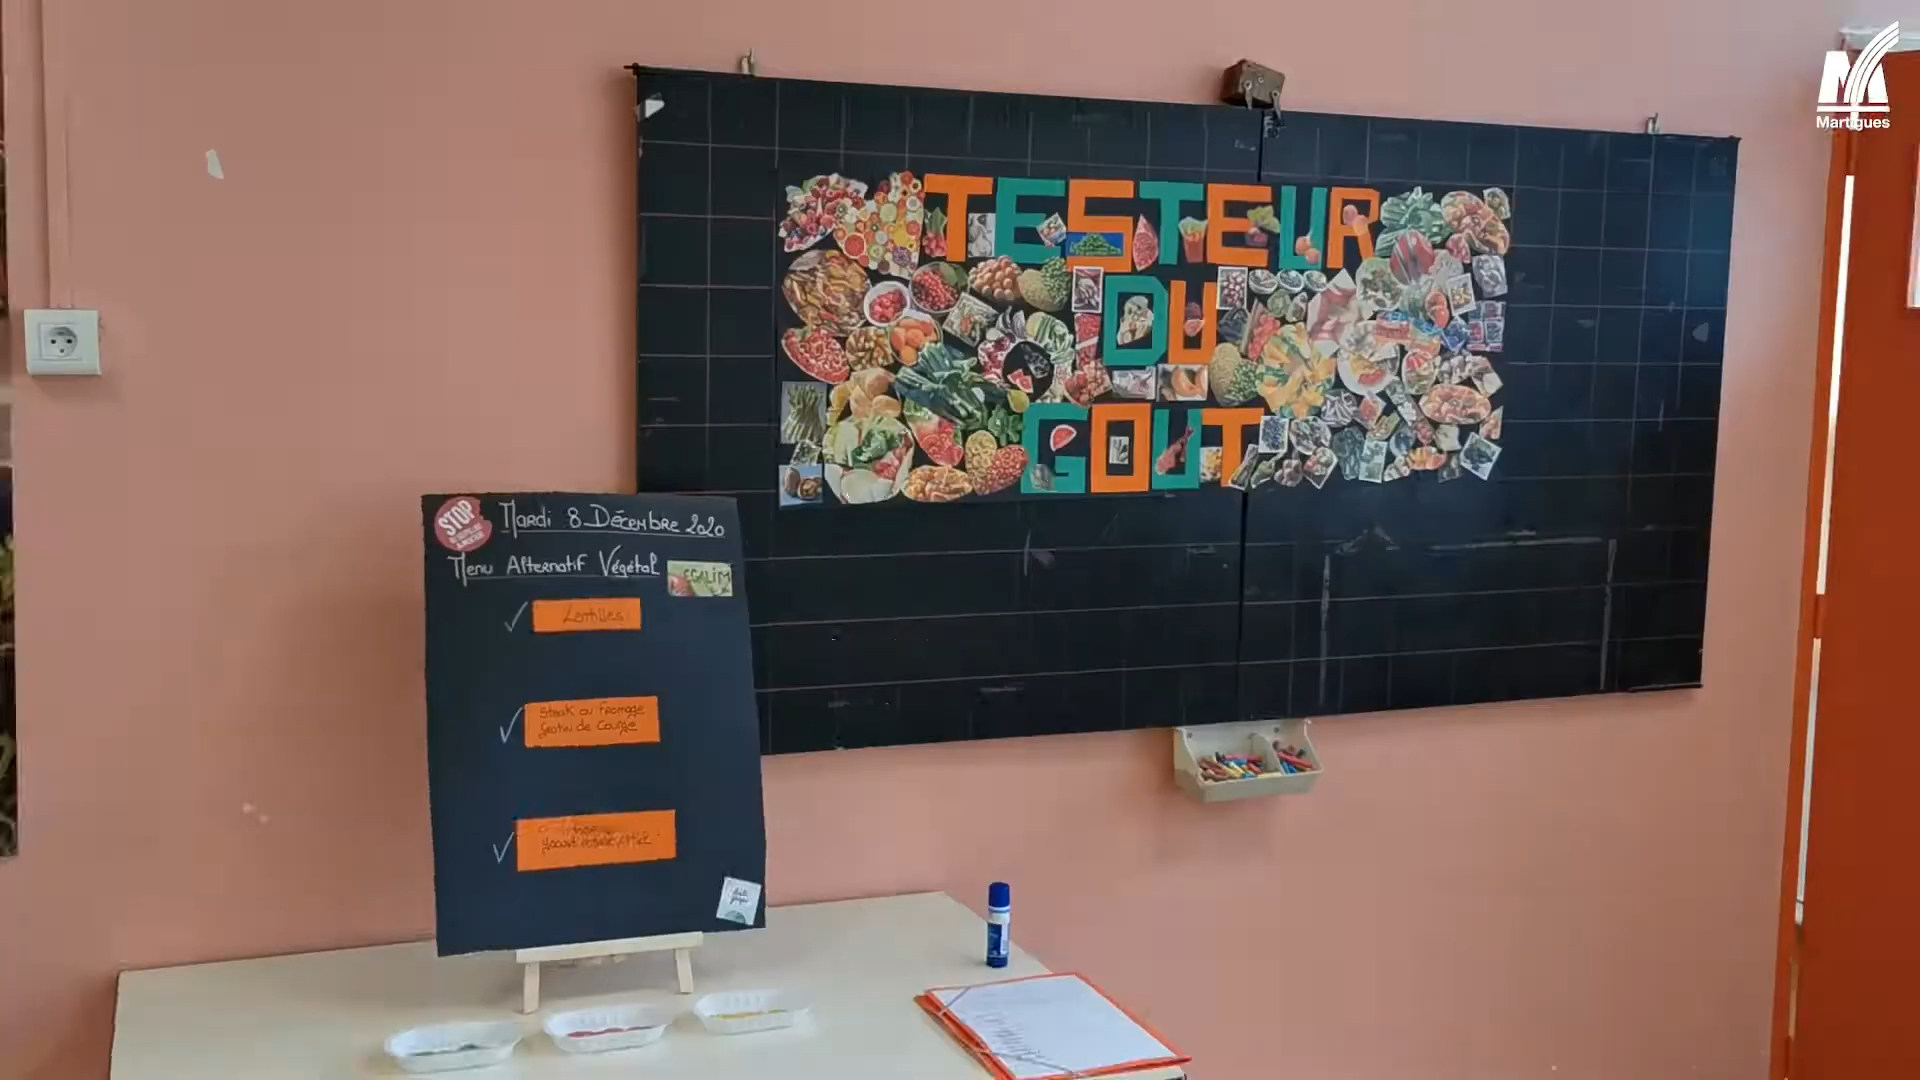 Martigues
TESTEUR
DU
GOUT
STOP
Mardi 8 Décembre 2020
Menu Alternatif Végétal
EGALIM
Lentilles
Steak au fromage
Gratin de Courge